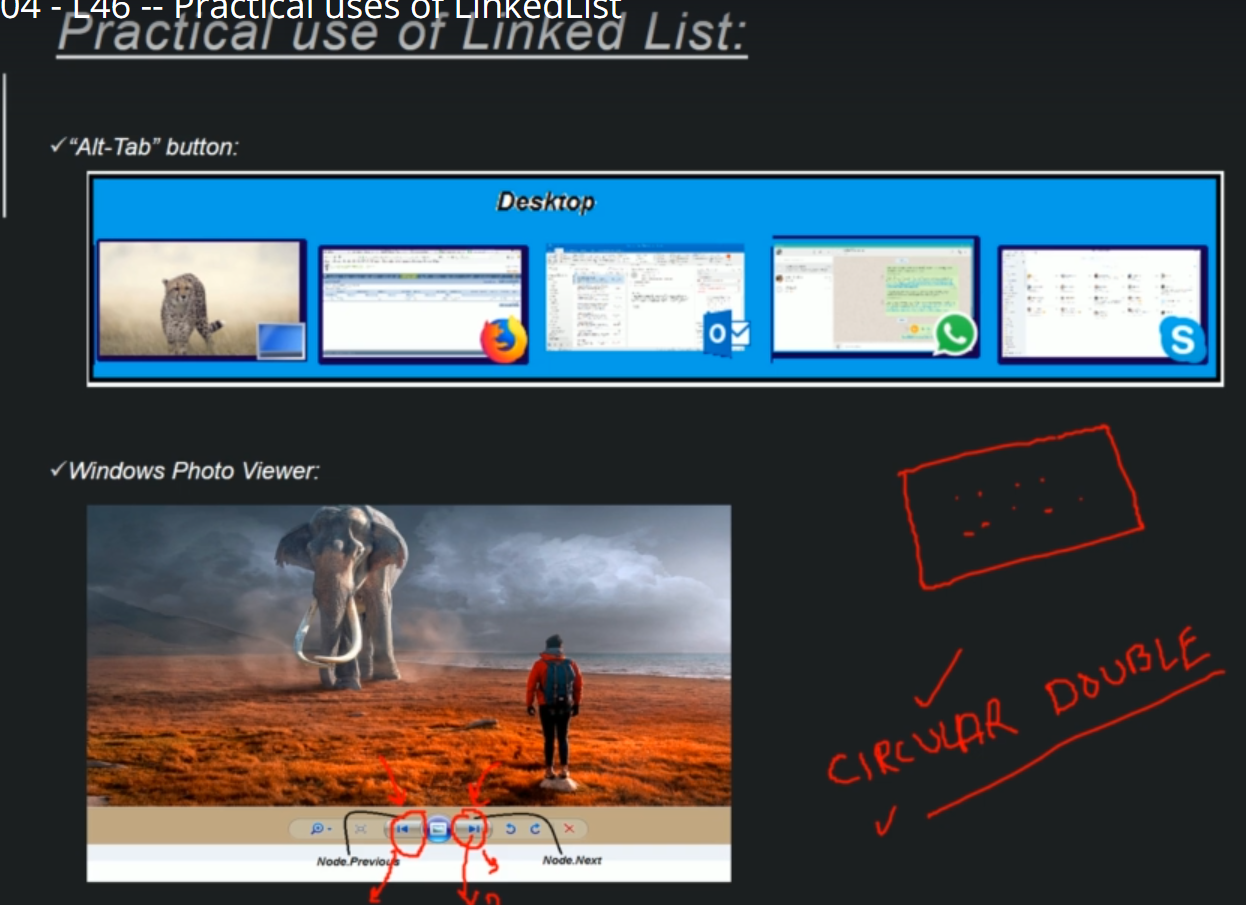 04 - L46 -- Practical uses of LinkedList
Practical use of Linked List:
✓“Alt-Tab” button:
Desktop
O
S
✓Windows Photo Viewer:
CIRCULAR DOUBLE
Node.Previous
Node.Next